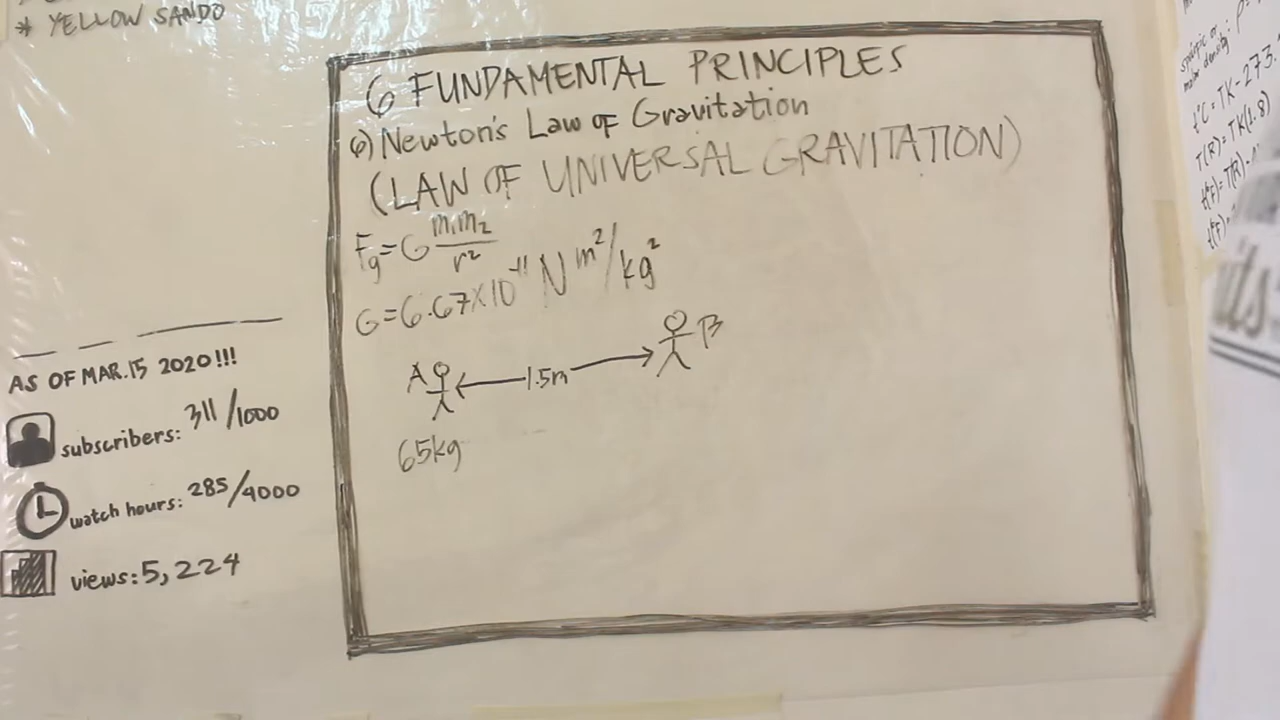 * YELLOW SANDO
6 FUNDAMENTAL PRINCIPLES
6) Newton's Law of Gravitation
(LAW OF UNIVERSAL GRAVITATION)
Fg=G m₁m₂/r²
G=6.67×10⁻¹¹ N m²/kg²
A 1.5m B
65kg
AS OF MAR.15 2020!!!
subscribers: 311/1000
watch hours: 285/4000
views: 5,224
t°C = TK - 273.
T(R) = TK(1.8)
t(°F) = T(R)-